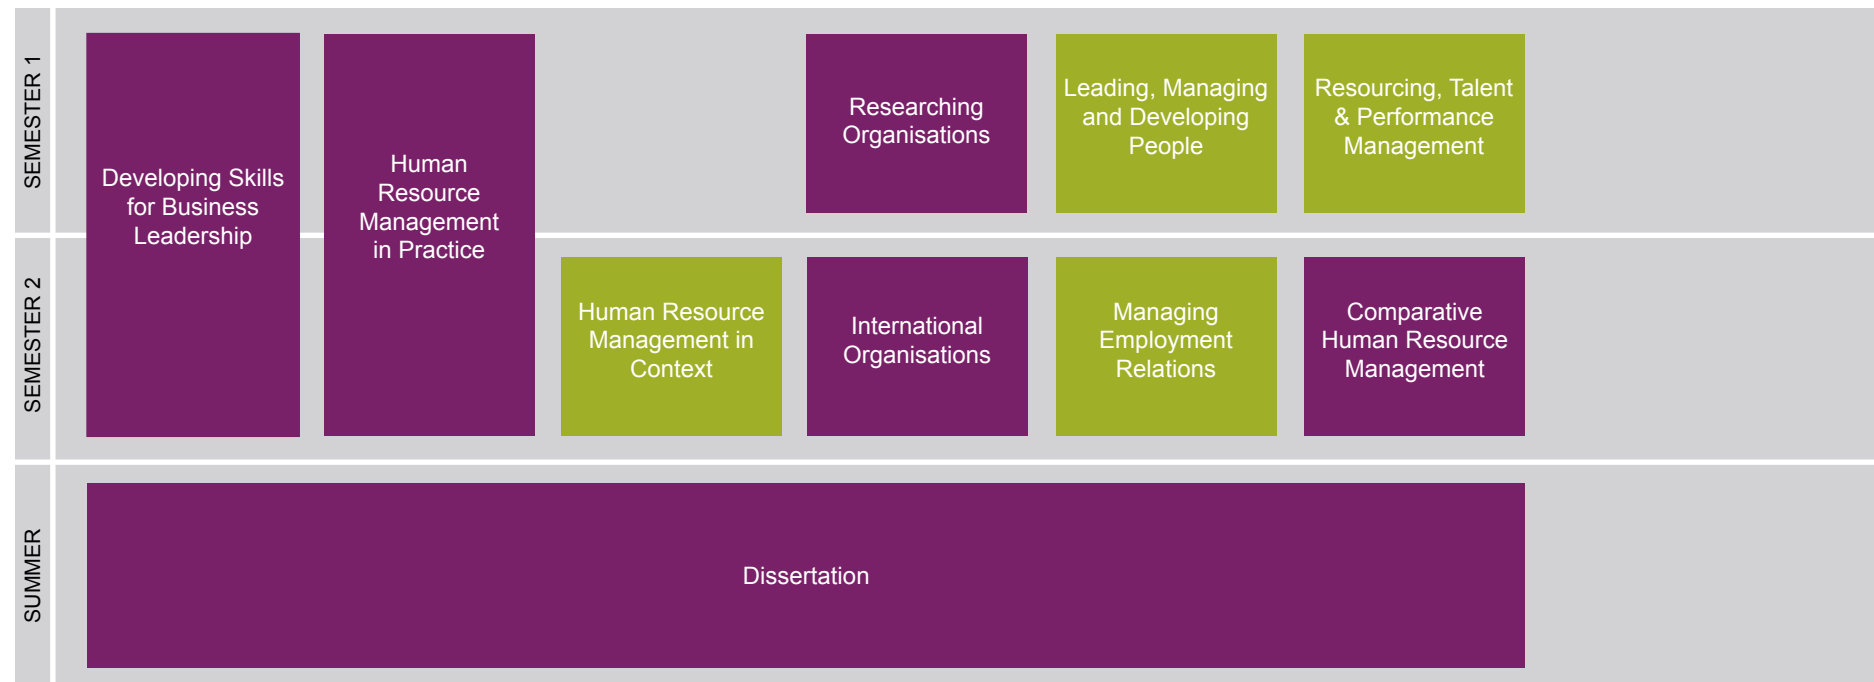 SEMESTER 1
Developing Skills
for Business
Leadership
Human
Resource
Management
in Practice
Researching
Organisations
Leading, Managing
and Developing
People
Resourcing, Talent
& Performance
Management
SEMESTER 2
Human Resource
Management in
Context
International
Organisations
Managing
Employment
Relations
Comparative
Human Resource
Management
SUMMER
Dissertation